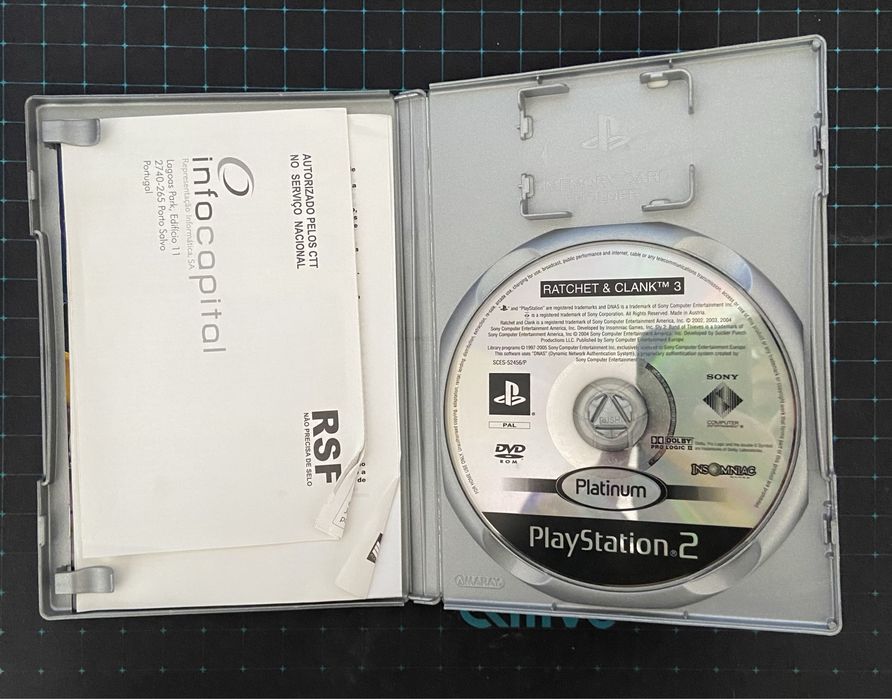 AUTORIZADO PELOS CTT
NO SERVIÇO NACIONAL
infocapital
Representação Informática, SA
Lagoas Park, Edifício 11
2740-265 Porto Salvo
Portugal
RSF
NÃO PRECISA DE SELO
RATCHET & CLANK™ 3
and "PlayStation" are registered trademarks and DNAS is a trademark of Sony Computer Entertainment Inc.
is a registered trademark of Sony Corporation. All Rights Reserved. Made in Austria.
Ratchet and Clank is a registered trademark of Sony Computer Entertainment America, Inc. © 2002, 2003, 2004
Sony Computer Entertainment America, Inc. Developed by Insomniac Games, Inc. Sly 2: Band of Thieves is a trademark of
Sony Computer Entertainment America, Inc © 2004 Sony Computer Entertainment America, Inc. Developed by Sucker Punch
Productions LLC. Published by Sony Computer Entertainment Europe
Library programs © 1997-2005 Sony Computer Entertainment Inc, exclusively licensed to Sony Computer Entertainment Europe
This software uses "DNAS" (Dynamic Network Authentication System), a proprietary authentication system created by
Sony Computer Entertainment Inc.
SCES-52456/P
PAL
SONY
COMPUTER
ENTERTAINMENT
DVD
ROM
DOLBY
PRO LOGIC II
INSOMNIAC
GAMES
PUSH
Platinum
PlayStation®2
AMARAY